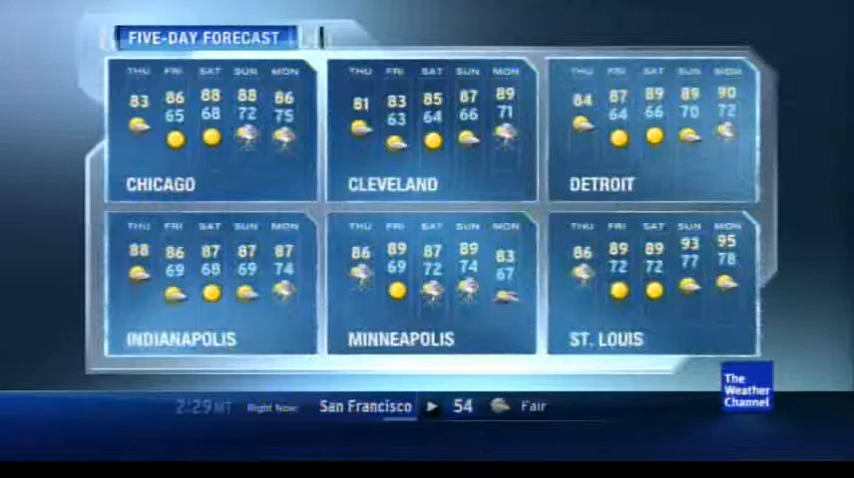 FIVE-DAY FORECAST
THU FRI SAT SUN MON
83 86 88 88 86
65 68 72 75
CHICAGO
THU FRI SAT SUN MON
81 83 85 87 89
63 64 66 71
CLEVELAND
THU FRI SAT SUN MON
84 87 89 89 90
64 66 70 72
DETROIT
THU FRI SAT SUN MON
88 86 87 87 87
69 68 69 74
INDIANAPOLIS
THU FRI SAT SUN MON
86 89 87 89 83
69 72 74 67
MINNEAPOLIS
THU FRI SAT SUN MON
86 89 89 93 95
72 72 77 78
ST. LOUIS
The
Weather
Channel
2:29 MT Right Now: San Francisco 54 Fair